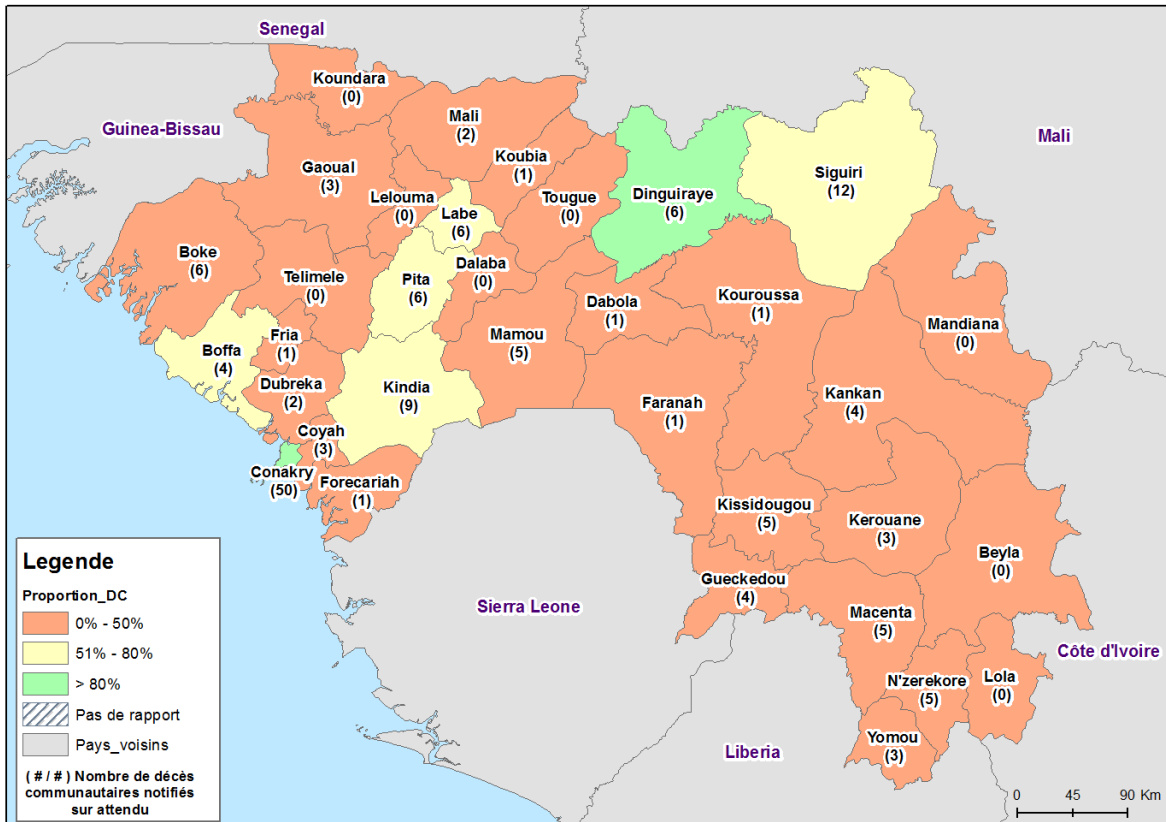 Senegal
Koundara
(0)
Guinea-Bissau
Mali
(2)
Mali
Koubia
(1)
Gaoual
(3)
Siguiri
(12)
Lelouma
(0)
Tougue
(0)
Dinguiraye
(6)
Labe
(6)
Boke
(6)
Telimele
(0)
Pita
(6)
Dalaba
(0)
Dabola
(1)
Kouroussa
(1)
Mandiana
(0)
Fria
(1)
Mamou
(5)
Boffa
(4)
Dubreka
(2)
Kindia
(9)
Faranah
(1)
Kankan
(4)
Coyah
(3)
Conakry
(50)
Forecariah
(1)
Kissidougou
(5)
Kerouane
(3)
Beyla
(0)
Gueckedou
(4)
Sierra Leone
Macenta
(5)
Côte d'Ivoire
N'zerekore
(5)
Lola
(0)
Yomou
(3)
Liberia
Legende
Proportion_DC
0% - 50%
51% - 80%
> 80%
Pas de rapport
Pays_voisins
( # / # ) Nombre de décès
communautaires notifiés
sur attendu
0 45 90 Km